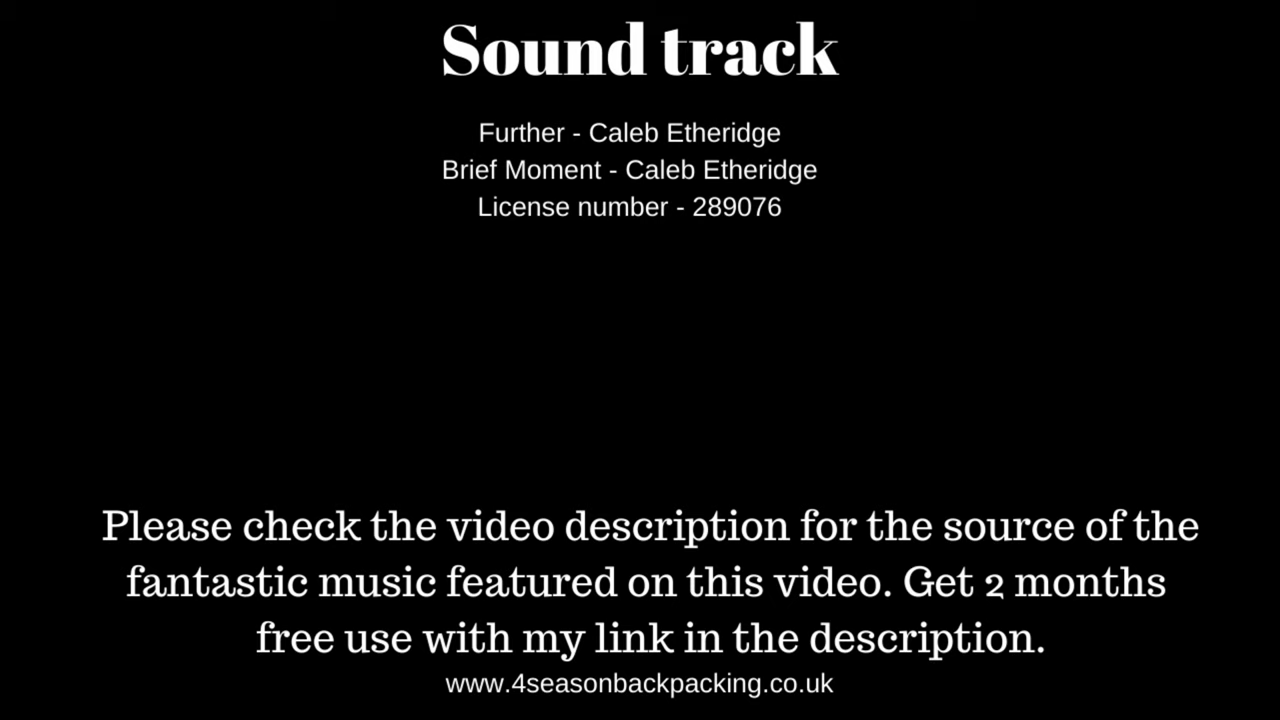 Sound track
Further - Caleb Etheridge
Brief Moment - Caleb Etheridge
License number - 289076
Please check the video description for the source of the
fantastic music featured on this video. Get 2 months
free use with my link in the description.
www.4seasonbackpacking.co.uk